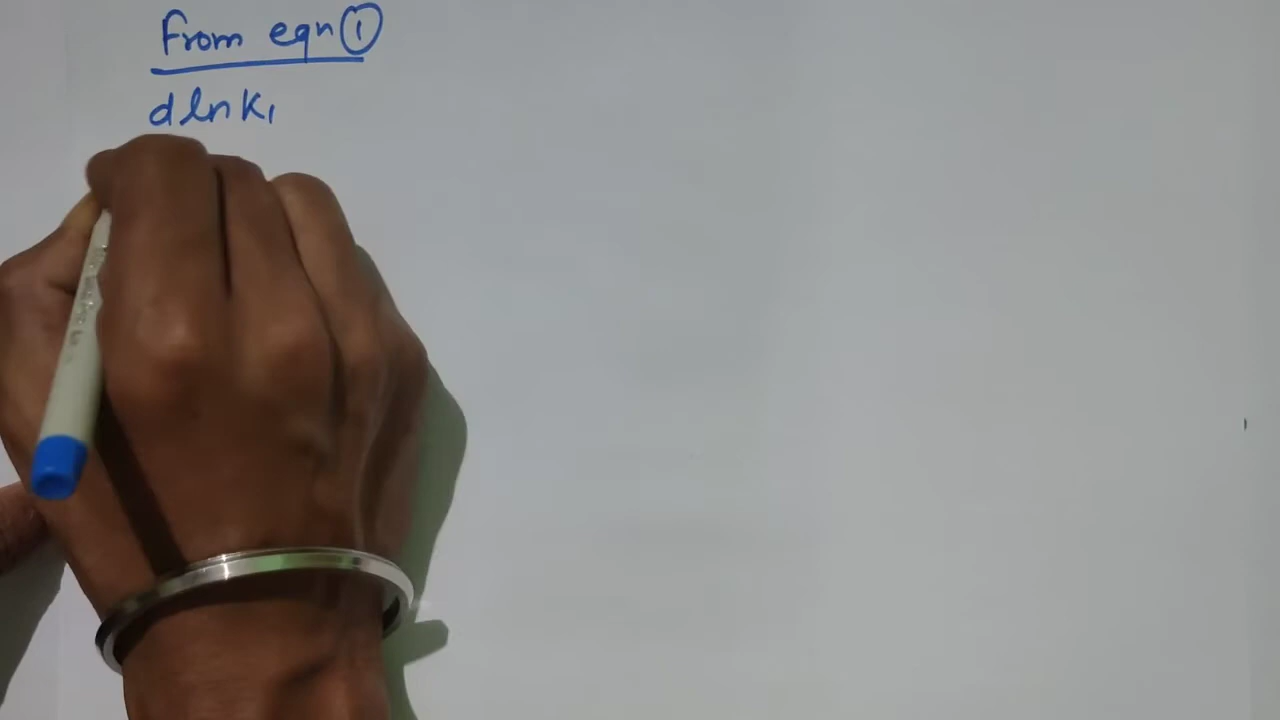 From eqn ①
d ln K₁